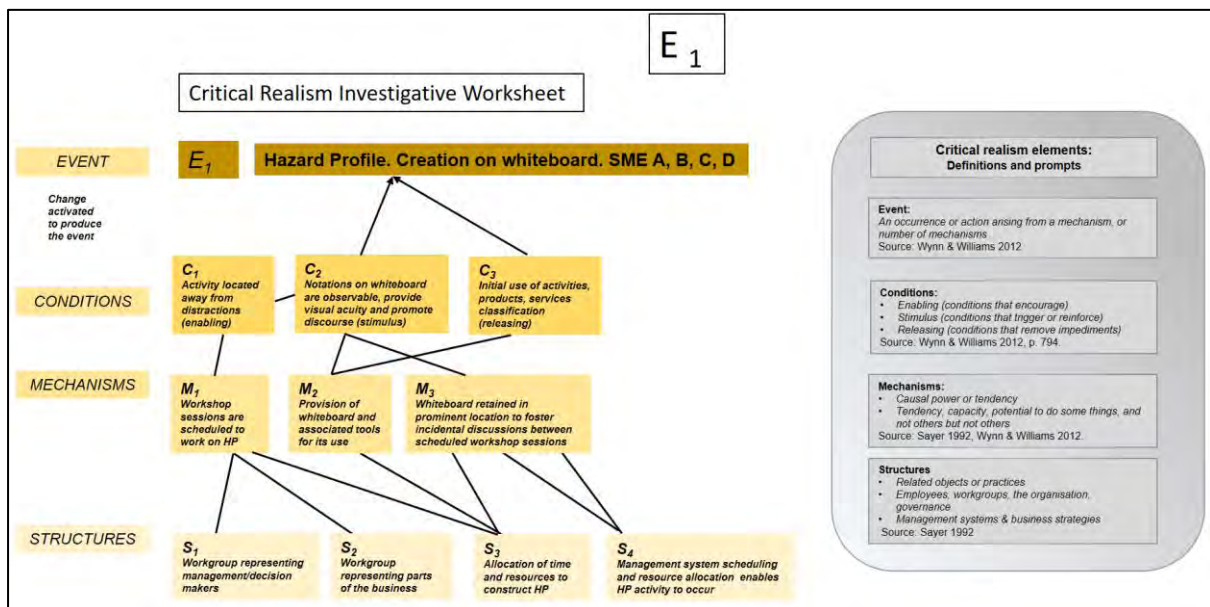 E 1
Critical Realism Investigative Worksheet
EVENT
E1
Hazard Profile. Creation on whiteboard. SME A, B, C, D
Change
activated
to produce
the event
CONDITIONS
C1
Activity located
away from
distractions
(enabling)
C2
Notations on whiteboard
are observable, provide
visual acuity and promote
discourse (stimulus)
C3
Initial use of activities,
products, services
classification
(releasing)
MECHANISMS
M1
Workshop
sessions are
scheduled to
work on HP
M2
Provision of
whiteboard and
associated tools
for its use
M3
Whiteboard retained in
prominent location to foster
incidental discussions between
scheduled workshop sessions
STRUCTURES
S1
Workgroup representing
management/decision
makers
S2
Workgroup
representing parts
of the business
S3
Allocation of time
and resources to
construct HP
S4
Management system scheduling
and resource allocation enables
HP activity to occur
Critical realism elements:
Definitions and prompts
Event:
An occurrence or action arising from a mechanism, or
number of mechanisms
Source: Wynn & Williams 2012
Conditions:
• Enabling (conditions that encourage)
• Stimulus (conditions that trigger or reinforce)
• Releasing (conditions that remove impediments)
Source: Wynn & Williams 2012, p. 794.
Mechanisms:
• Causal power or tendency
• Tendency, capacity, potential to do some things, and
not others but not others
Source: Sayer 1992, Wynn & Williams 2012.
Structures
• Related objects or practices
• Employees, workgroups, the organisation,
governance
• Management systems & business strategies
Source: Sayer 1992